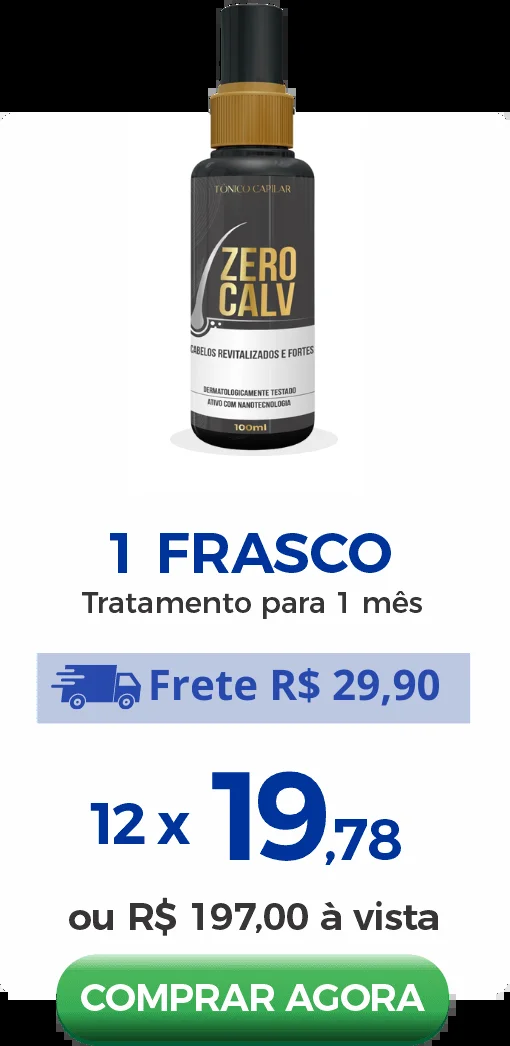 TÔNICO CAPILAR
ZERO
CALV
CABELOS REVITALIZADOS E FORTES
DERMATOLOGICAMENTE TESTADO
ATIVO COM NANOTECNOLOGIA
100ml
1 FRASCO
Tratamento para 1 mês
Frete R$ 29,90
12 x 19,78
ou R$ 197,00 à vista
COMPRAR AGORA